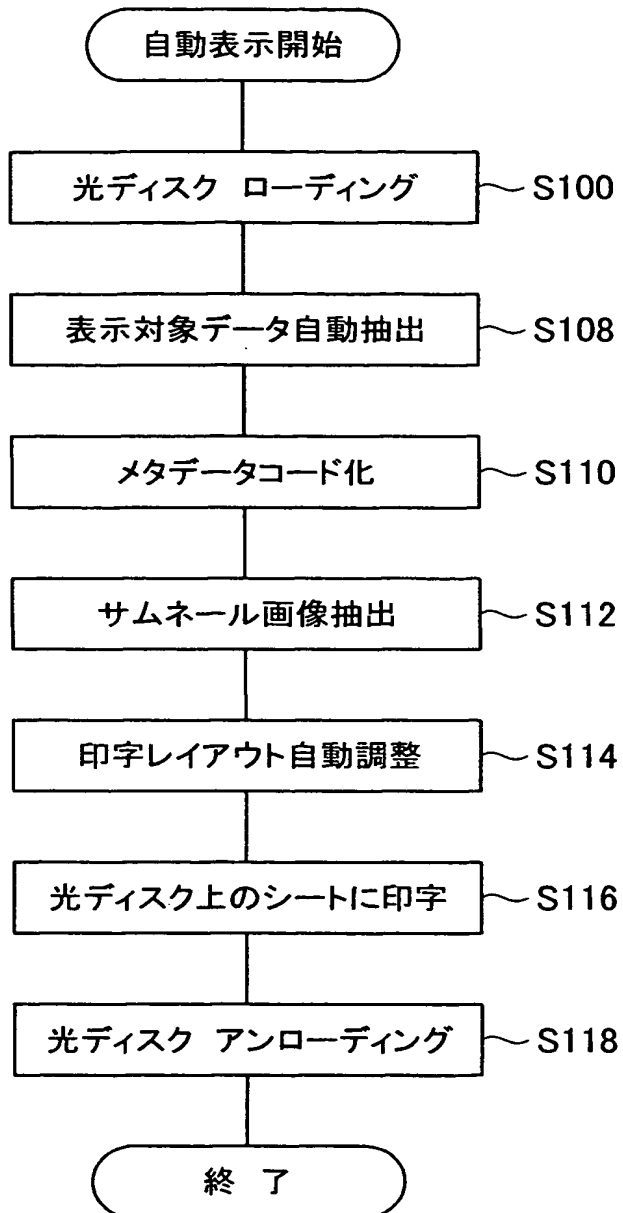 自動表示開始
光ディスク ローディング S100
表示対象データ自動抽出 S108
メタデータコード化 S110
サムネール画像抽出 S112
印字レイアウト自動調整 S114
光ディスク上のシートに印字 S116
光ディスク アンローディング S118
終 了